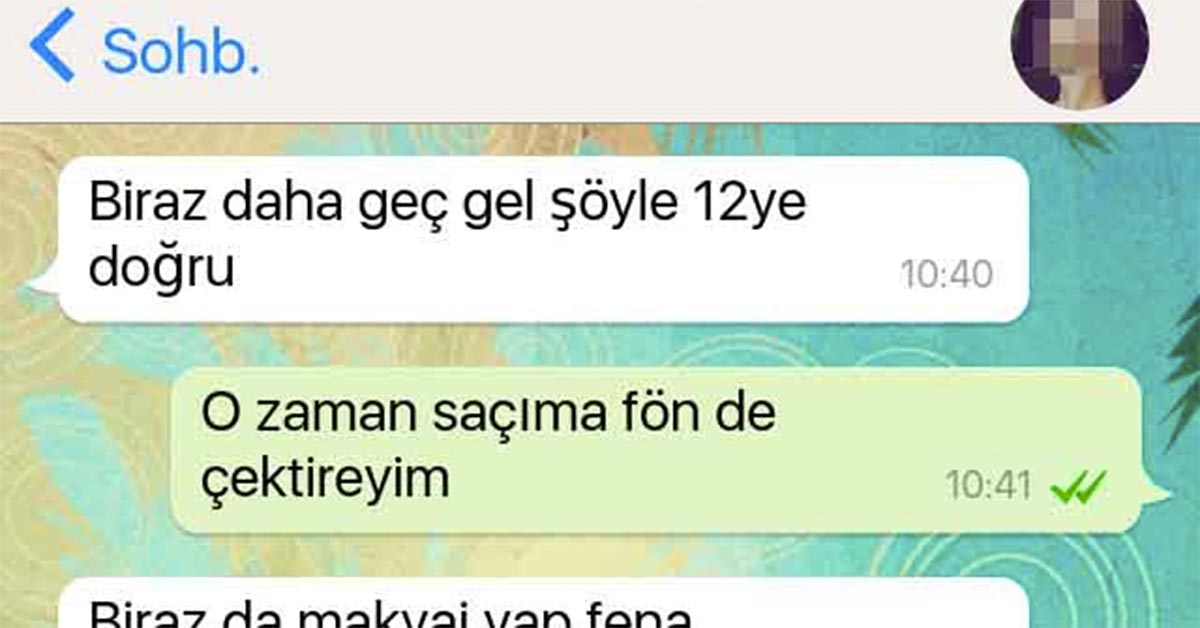 Sohb.
Biraz daha geç gel şöyle 12ye
doğru
10:40
O zaman saçıma fön de
çektireyim
10:41
Biraz da makyaj yap fena